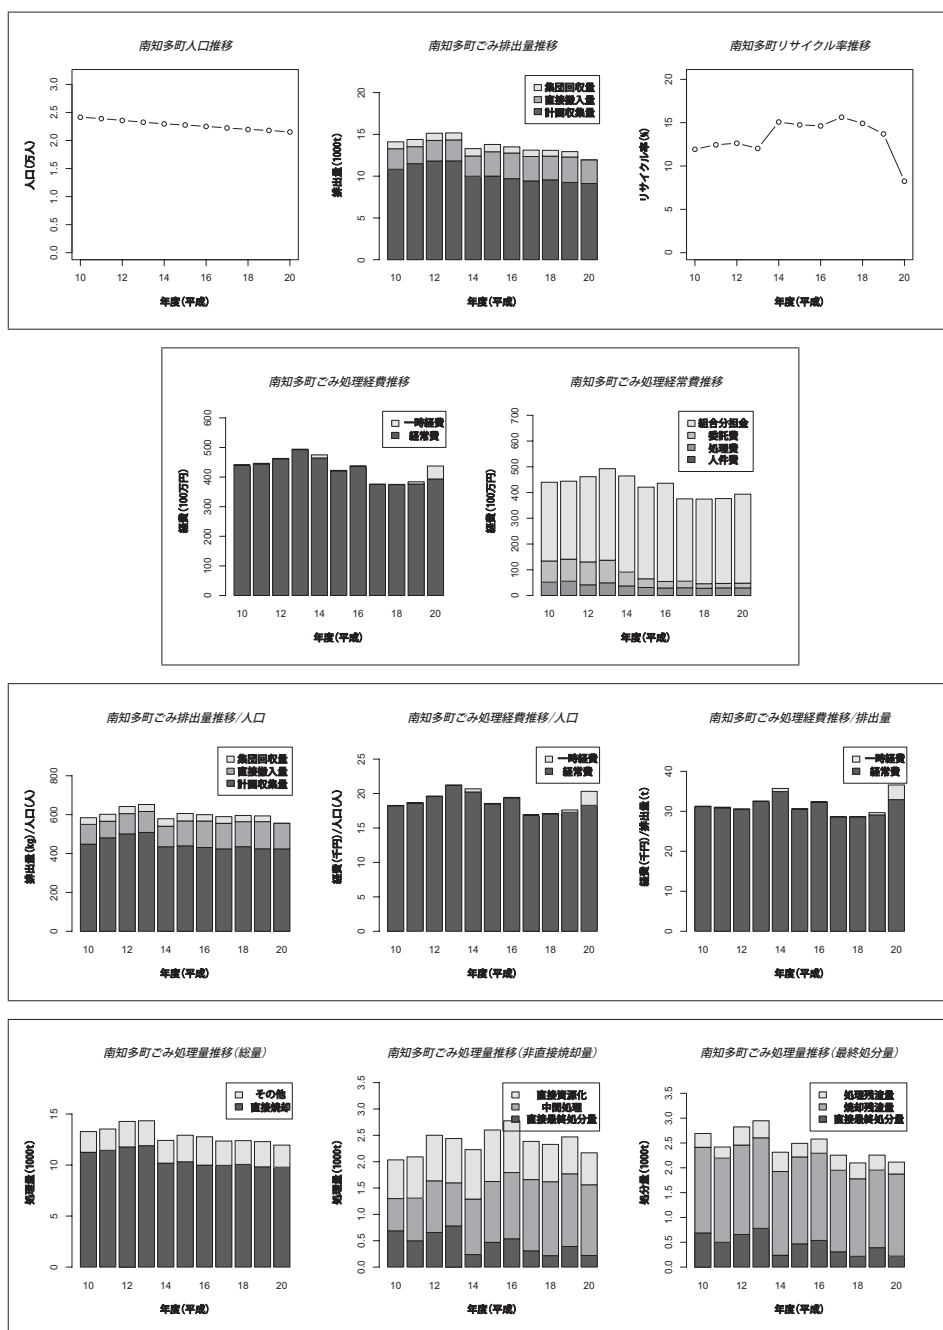 南知多町人口推移
人口(万人)
0.0 0.5 1.0 1.5 2.0 2.5 3.0
10 12 14 16 18 20
年度(平成)
南知多町ごみ排出量推移
集団回収量
直接搬入量
計画収集量
排出量(1000t)
0 5 10 15 20
10 12 14 16 18 20
年度(平成)
南知多町リサイクル率推移
リサイクル率(%)
0 5 10 15 20
10 12 14 16 18 20
年度(平成)
南知多町ごみ処理経費推移
一時経費
経常費
経費(100万円)
0 100 200 300 400 500 600
10 12 14 16 18 20
年度(平成)
南知多町ごみ処理経常費推移
組合分担金
委託費
処理費
人件費
経費(100万円)
0 100 200 300 400 500 600 700
10 12 14 16 18 20
年度(平成)
南知多町ごみ排出量推移/人口
集団回収量
直接搬入量
計画収集量
排出量(kg)/人口(人)
0 200 400 600 800
10 12 14 16 18 20
年度(平成)
南知多町ごみ処理経費推移/人口
一時経費
経常費
経費(千円)/人口(人)
0 5 10 15 20 25
10 12 14 16 18 20
年度(平成)
南知多町ごみ処理経費推移/排出量
一時経費
経常費
経費(千円)/排出量(t)
0 10 20 30 40
10 12 14 16 18 20
年度(平成)
南知多町ごみ処理量推移(総量)
その他
直接焼却
処理量(1000t)
0 5 10 15
10 12 14 16 18 20
年度(平成)
南知多町ごみ処理量推移(非直接焼却量)
直接資源化
中間処理
直接最終処分量
処理量(1000t)
0.0 0.5 1.0 1.5 2.0 2.5 3.0 3.5
10 12 14 16 18 20
年度(平成)
南知多町ごみ処理量推移(最終処分量)
処理残渣量
焼却残渣量
直接最終処分量
処分量(1000t)
0.0 0.5 1.0 1.5 2.0 2.5 3.0 3.5
10 12 14 16 18 20
年度(平成)